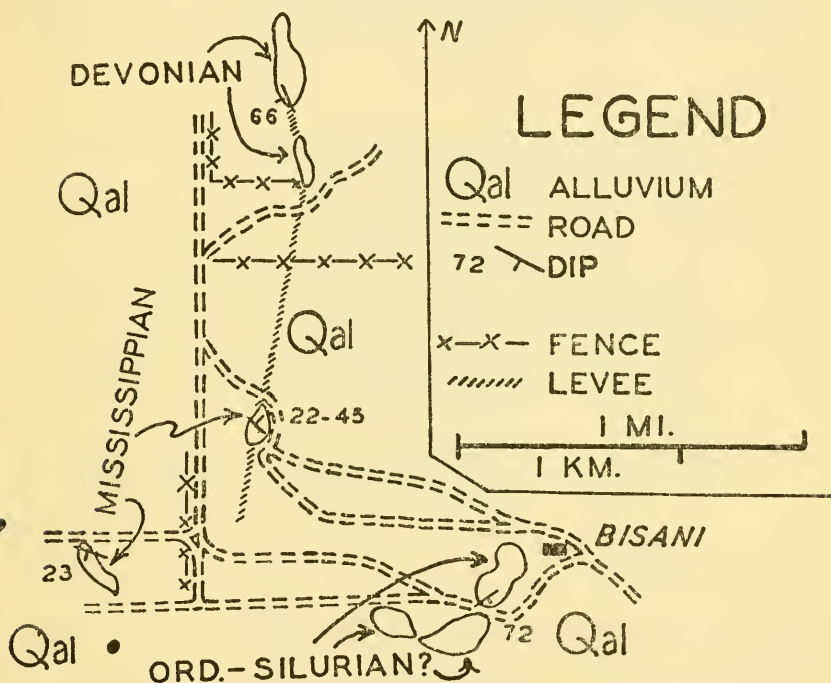 N
DEVONIAN
66
LEGEND
Qal
Qal ALLUVIUM
ROAD
72 DIP
Qal
x—x— FENCE
LEVEE
MISSISSIPPIAN
22-45
1 MI.
1 KM.
BISANI
23
72
Qal
Qal
ORD.-SILURIAN?